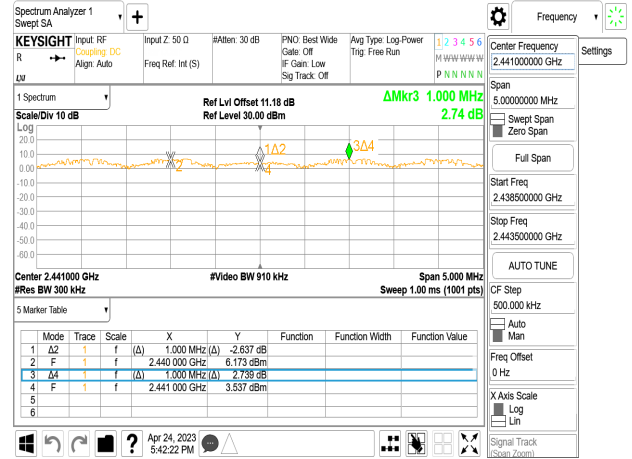 Spectrum Analyzer 1
Swept SA
Frequency
KEYSIGHT
R
Input: RF
Coupling: DC
Align: Auto
Input Z: 50 Ω
Freq Ref: Int (S)
#Atten: 30 dB
PNO: Best Wide
Gate: Off
IF Gain: Low
Sig Track: Off
Avg Type: Log-Power
Trig: Free Run
1 2 3 4 5 6
M W W W W W
P N N N N N
1 Spectrum
Scale/Div 10 dB
Ref Lvl Offset 11.18 dB
Ref Level 30.00 dBm
ΔMkr3 1.000 MHz
2.74 dB
Log
20.0
10.0
0.00
-10.0
-20.0
-30.0
-40.0
-50.0
-60.0
2
1Δ2
4
3Δ4
Center 2.441000 GHz
#Res BW 300 kHz
#Video BW 910 kHz
Span 5.000 MHz
Sweep 1.00 ms (1001 pts)
5 Marker Table
Mode Trace Scale X Y Function Function Width Function Value
1 Δ2 1 f (Δ) 1.000 MHz (Δ) -2.637 dB
2 F 1 f 2.440 000 GHz 6.173 dBm
3 Δ4 1 f (Δ) 1.000 MHz (Δ) 2.739 dB
4 F 1 f 2.441 000 GHz 3.537 dBm
5
6
Apr 24, 2023
5:42:22 PM
Center Frequency
2.441000000 GHz
Settings
Span
5.00000000 MHz
Swept Span
Zero Span
Full Span
Start Freq
2.438500000 GHz
Stop Freq
2.443500000 GHz
AUTO TUNE
CF Step
500.000 kHz
Auto
Man
Freq Offset
0 Hz
X Axis Scale
Log
Lin
Signal Track
(Span Zoom)